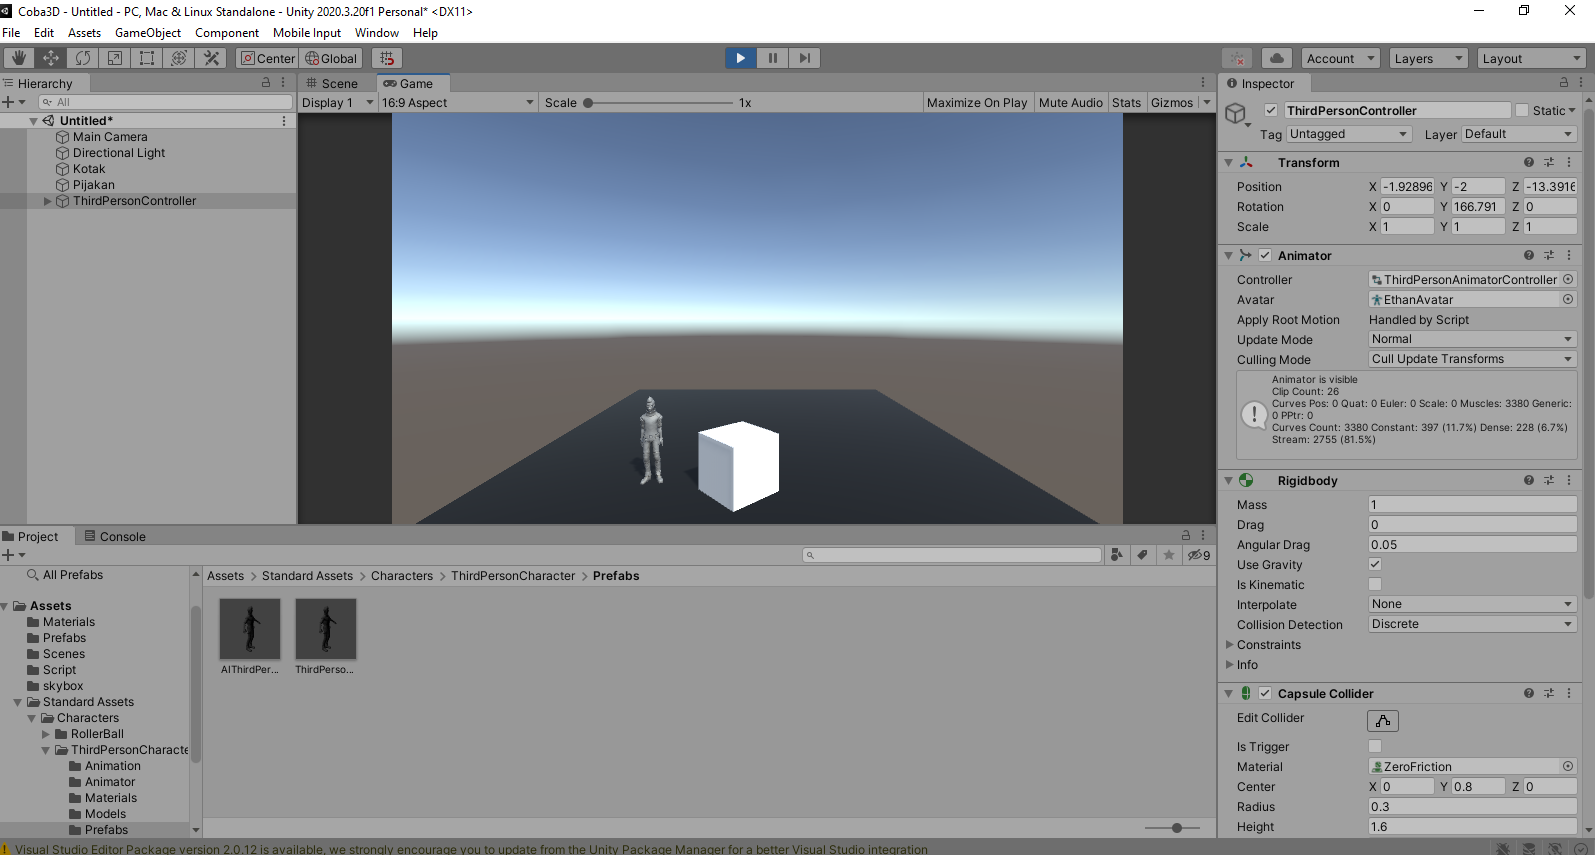 Coba3D - Untitled - PC, Mac & Linux Standalone - Unity 2020.3.20f1 Personal* <DX11>
File Edit Assets GameObject Component Mobile Input Window Help
Center Global Account Layers Layout
Hierarchy
All
Untitled*
Main Camera
Directional Light
Kotak
Pijakan
ThirdPersonController
Scene Game
Display 1 16:9 Aspect Scale 1x Maximize On Play Mute Audio Stats Gizmos
Inspector
ThirdPersonController Static
Tag Untagged Layer Default
Transform
Position X -1.92896 Y -2 Z -13.3916
Rotation X 0 Y 166.791 Z 0
Scale X 1 Y 1 Z 1
Animator
Controller ThirdPersonAnimatorController
Avatar EthanAvatar
Apply Root Motion Handled by Script
Update Mode Normal
Culling Mode Cull Update Transforms
Animator is visible
Clip Count: 26
Curves Pos: 0 Quat: 0 Euler: 0 Scale: 0 Muscles: 3380 Generic:
0 PPtr: 0
Curves Count: 3380 Constant: 397 (11.7%) Dense: 228 (6.7%)
Stream: 2755 (81.5%)
Rigidbody
Mass 1
Drag 0
Angular Drag 0.05
Use Gravity
Is Kinematic
Interpolate None
Collision Detection Discrete
Constraints
Info
Capsule Collider
Edit Collider
Is Trigger
Material ZeroFriction
Center X 0 Y 0.8 Z 0
Radius 0.3
Height 1.6
Project Console
9
All Prefabs
Assets
Materials
Prefabs
Scenes
Script
skybox
Standard Assets
Characters
RollerBall
ThirdPersonCharacte
Animation
Animator
Materials
Models
Prefabs
Assets > Standard Assets > Characters > ThirdPersonCharacter > Prefabs
AIThirdPer... ThirdPerso...
Visual Studio Editor Package version 2.0.12 is available, we strongly encourage you to update from the Unity Package Manager for a better Visual Studio integration